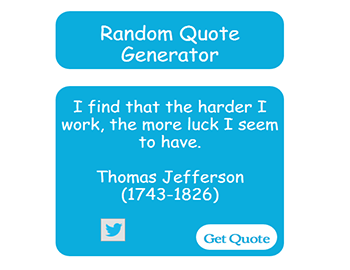 Random Quote
Generator
I find that the harder I
work, the more luck I seem
to have.
Thomas Jefferson
(1743-1826)
Get Quote